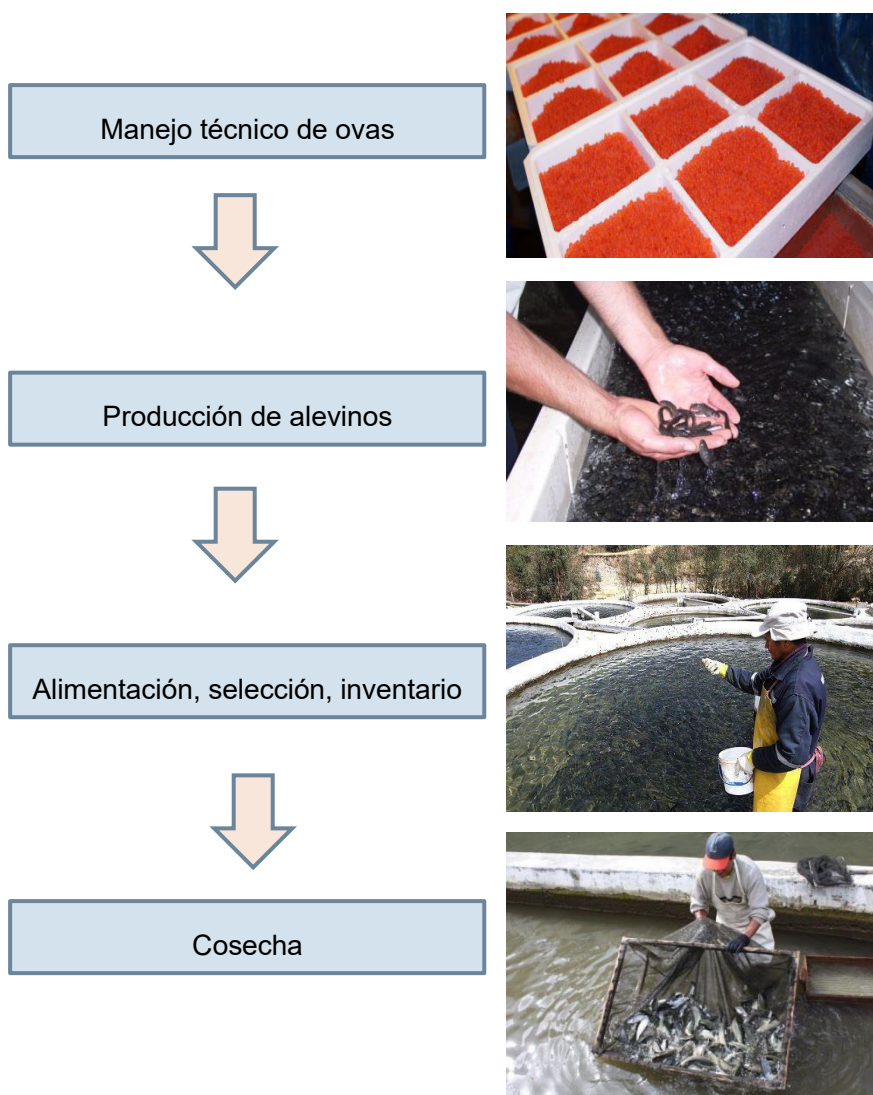 Manejo técnico de ovas
Producción de alevinos
Alimentación, selección, inventario
Cosecha